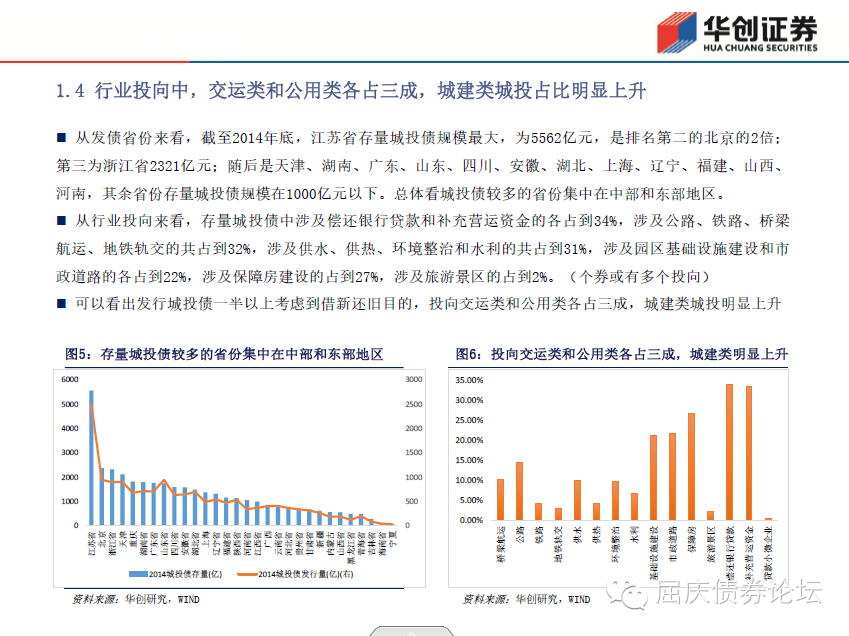 华创证券
HUA CHUANG SECURITIES
1.4 行业投向中，交运类和公用类各占三成，城建类城投占比明显上升
■ 从发债省份来看，截至2014年底，江苏省存量城投债规模最大，为5562亿元，是排名第二的北京的2倍；
第三为浙江省2321亿元；随后是天津、湖南、广东、山东、四川、安徽、湖北、上海、辽宁、福建、山西、
河南，其余省份存量城投债规模在1000亿元以下。总体看城投债较多的省份集中在中部和东部地区。
■ 从行业投向来看，存量城投债中涉及偿还银行贷款和补充营运资金的各占到34%，涉及公路、铁路、桥梁
航运、地铁轨交的共占到32%，涉及供水、供热、环境整治和水利的共占到31%，涉及园区基础设施建设和市
政道路的各占到22%，涉及保障房建设的占到27%，涉及旅游景区的占到2%。（个券或有多个投向）
■ 可以看出发行城投债一半以上考虑到借新还旧目的，投向交运类和公用类各占三成，城建类城投明显上升
图5：存量城投债较多的省份集中在中部和东部地区
6000
5000
4000
3000
2000
1000
0
3000
2500
2000
1500
1000
500
0
江苏省
北京
浙江省
天津
重庆
湖南省
广东省
山东省
四川省
安徽省
湖北省
上海
辽宁省
福建省
陕西省
河南省
江西省
广西
云南省
河北省
贵州省
甘肃省
新疆
内蒙古
山西省
黑龙江省
青海省
吉林省
海南省
宁夏
2014城投债存量(亿)
2014城投债发行量(亿)(右)
资料来源：华创研究，WIND
图6：投向交运类和公用类各占三成，城建类明显上升
35.00%
30.00%
25.00%
20.00%
15.00%
10.00%
5.00%
0.00%
桥梁航运
公路
铁路
地铁轨交
供水
供热
环境整治
水利
基础设施建设
市政道路
保障房
旅游景区
偿还银行贷款
补充营运资金
贷款小微企业
资料来源：华创研究，WIND
屈庆债券论坛